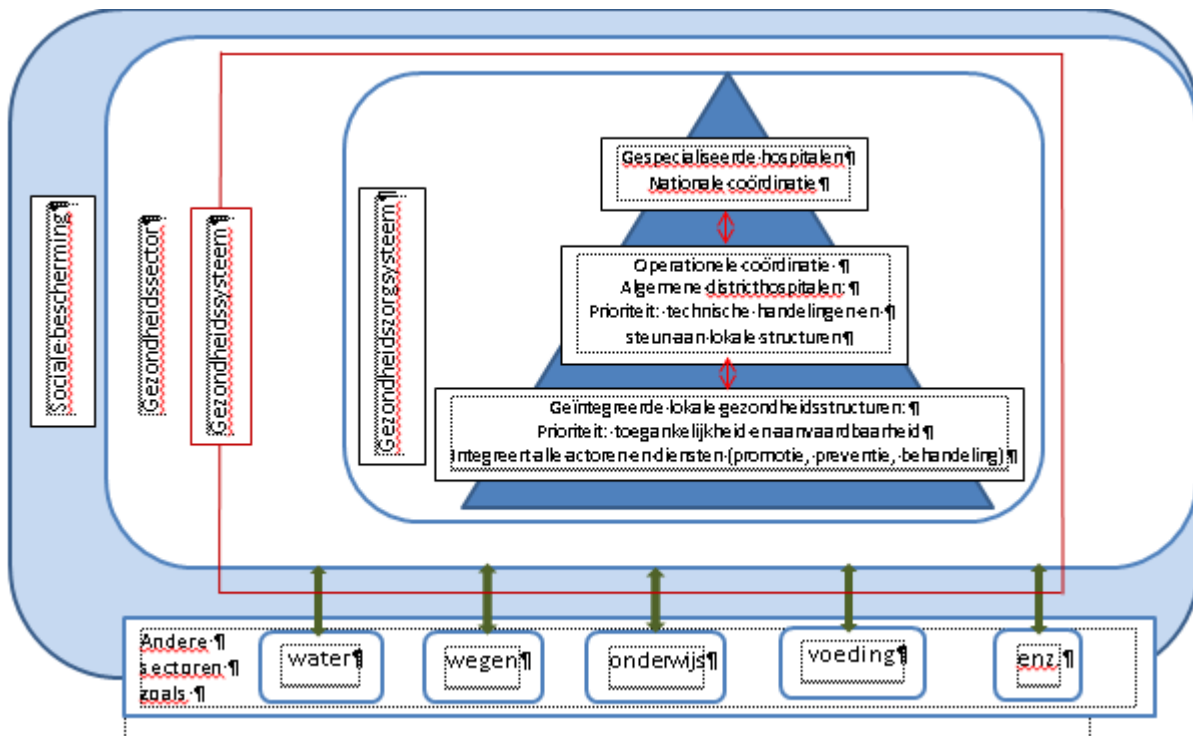 Sociale bescherming
Gezondheidssector
Gezondheidssysteem
Gezondheidszorgsysteem
Gespecialiseerde hospitalen
Nationale coördinatie
Operationele coördinatie
Algemene districthospitalen:
Prioriteit: technische handelingen en
steun aan lokale structuren
Geïntegreerde lokale gezondheidsstructuren:
Prioriteit: toegankelijkheid en aanvaardbaarheid
Integreert alle actoren en diensten (promotie, preventie, behandeling)
Andere
sectoren
zoals
water
wegen
onderwijs
voeding
enz.